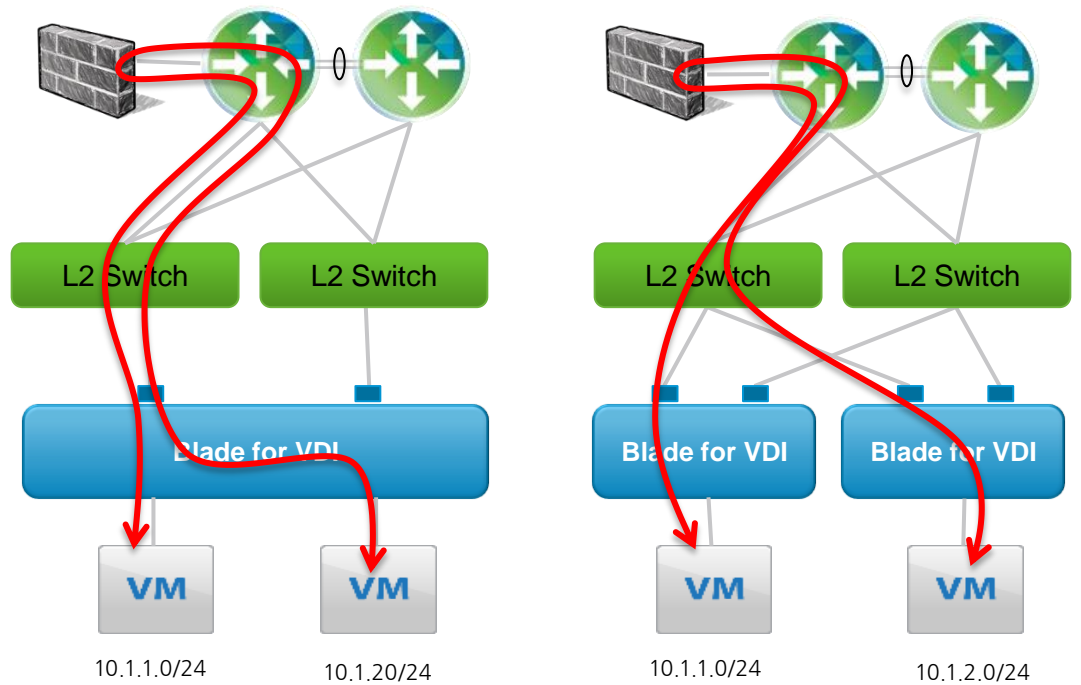 L2 Switch
L2 Switch
Blade for VDI
VM
VM
10.1.1.0/24
10.1.20/24
L2 Switch
L2 Switch
Blade for VDI
Blade for VDI
VM
VM
10.1.1.0/24
10.1.2.0/24